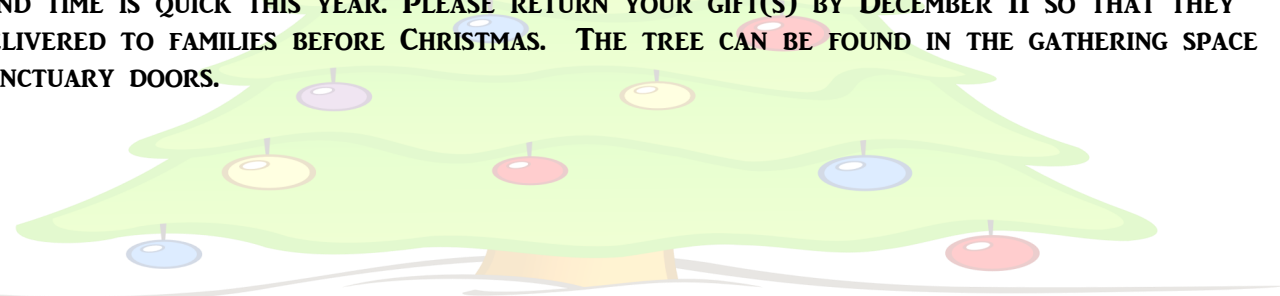 ND TIME IS QUICK THIS YEAR. PLEASE RETURN YOUR GIFT(S) BY DECEMBER 11 SO THAT THEY
LIVERED TO FAMILIES BEFORE CHRISTMAS. THE TREE CAN BE FOUND IN THE GATHERING SPACE
NCTUARY DOORS.